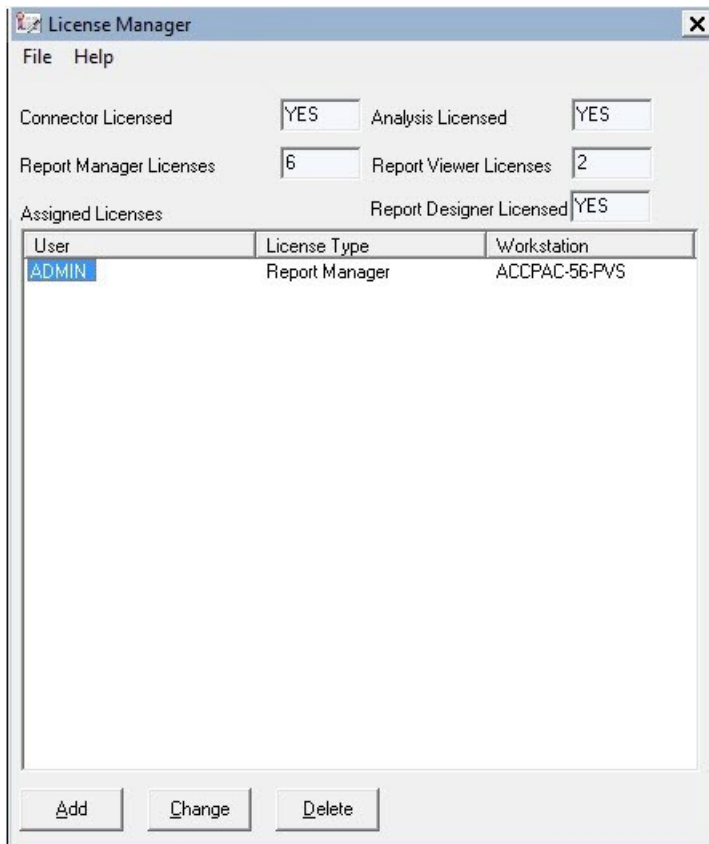 License Manager
File Help
Connector Licensed YES Analysis Licensed YES
Report Manager Licenses 6 Report Viewer Licenses 2
Assigned Licenses Report Designer Licensed YES
User License Type Workstation
ADMIN Report Manager ACCPAC-56-PVS
Add Change Delete